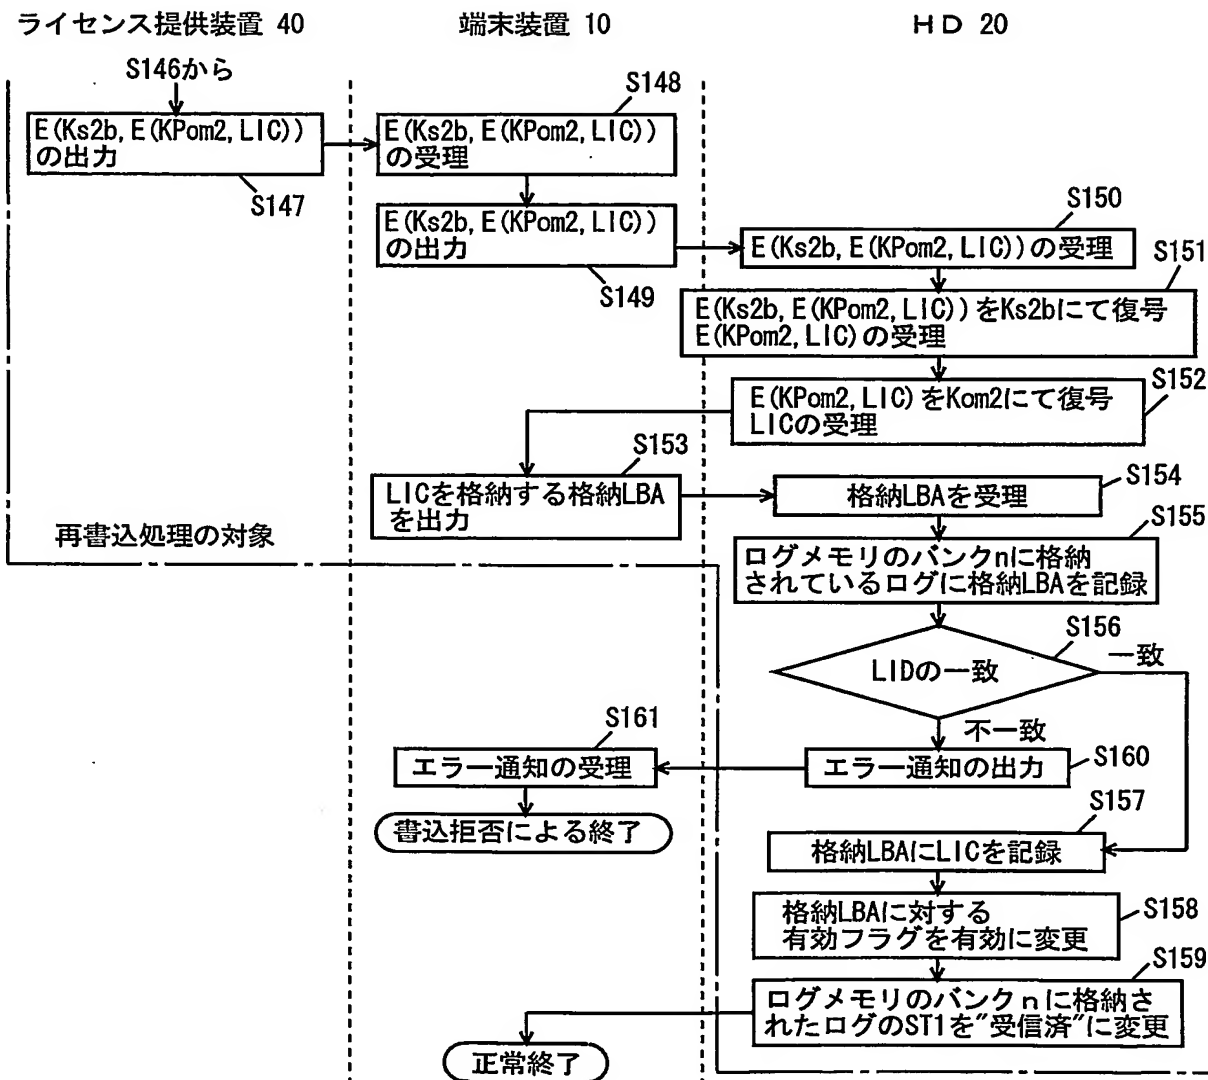 ライセンス提供装置 40
端末装置 10
ＨＤ 20
S146から
E(Ks2b, E(KPom2, LIC))
の出力
S147
S148
E(Ks2b, E(KPom2, LIC))
の受理
E(Ks2b, E(KPom2, LIC))
の出力
S149
S150
E(Ks2b, E(KPom2, LIC))の受理
S151
E(Ks2b, E(KPom2, LIC))をKs2bにて復号
E(KPom2, LIC)の受理
S152
E(KPom2, LIC)をKom2にて復号
LICの受理
S153
LICを格納する格納LBA
を出力
S154
格納LBAを受理
再書込処理の対象
S155
ログメモリのバンクnに格納
されているログに格納LBAを記録
S156
LIDの一致
一致
不一致
S161
エラー通知の受理
エラー通知の出力
S160
書込拒否による終了
S157
格納LBAにLICを記録
S158
格納LBAに対する
有効フラグを有効に変更
S159
ログメモリのバンクｎに格納さ
れたログのST1を"受信済"に変更
正常終了